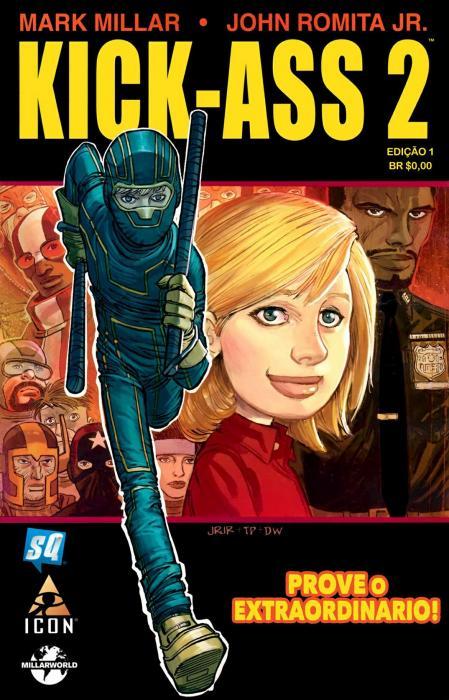 MARK MILLAR • JOHN ROMITA JR.
KICK-ASS 2™
EDIÇÃO 1
BR $0,00
JRJR + TP + DW
SQ
ICON®
MILLARWORLD
PROVE O
EXTRAORDINARIO!